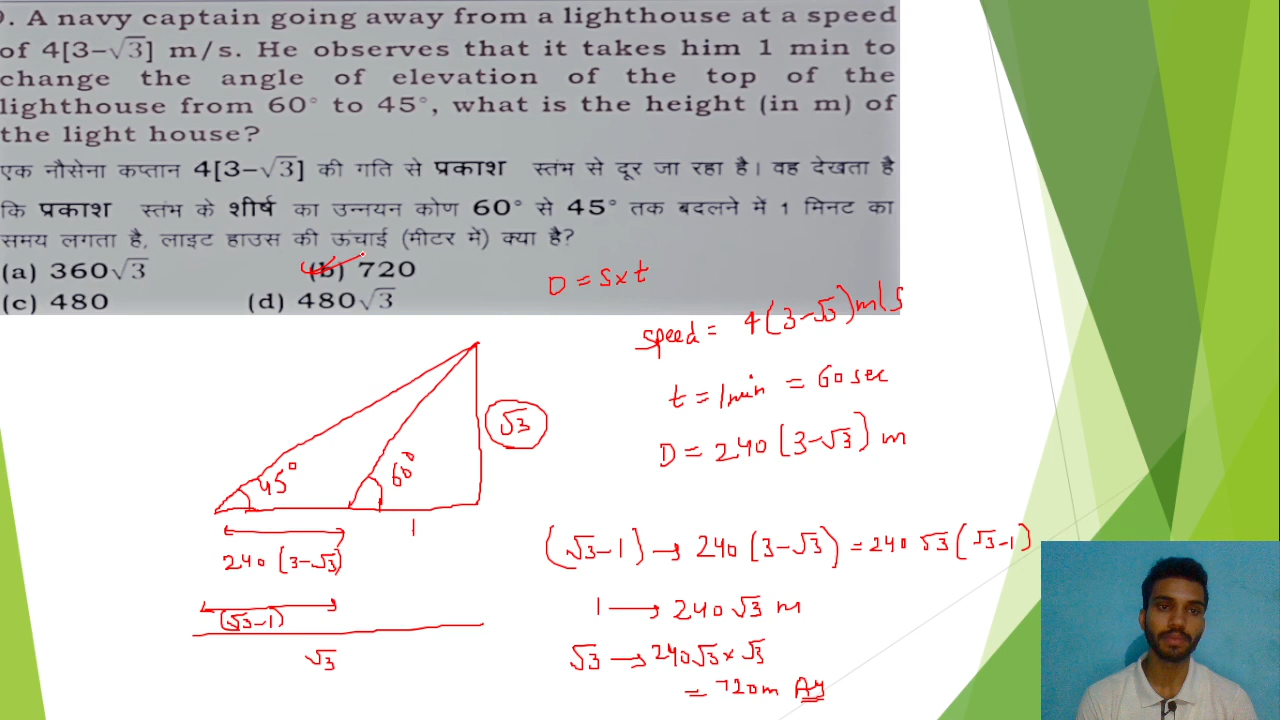 . A navy captain going away from a lighthouse at a speed
of 4[3−√3] m/s. He observes that it takes him 1 min to
change the angle of elevation of the top of the
lighthouse from 60° to 45°, what is the height (in m) of
the light house?
एक नौसेना कप्तान 4[3−√3] की गति से प्रकाश स्तंभ से दूर जा रहा है। वह देखता है
कि प्रकाश स्तंभ के शीर्ष का उन्नयन कोण 60° से 45° तक बदलने में 1 मिनट का
समय लगता है, लाइट हाउस की ऊंचाई (मीटर में) क्या है?
(a) 360√3 (b) 720
(c) 480 (d) 480√3
D = s×t
speed = 4(3−√3) m/s
t = 1 min = 60 sec
D = 240(3−√3) m
√3
45°
60°
1
240(3−√3)
(√3−1)
√3
(√3−1) → 240(3−√3) = 240√3(√3−1)
1 → 240√3 m
√3 → 240√3×√3
= 720m Ay